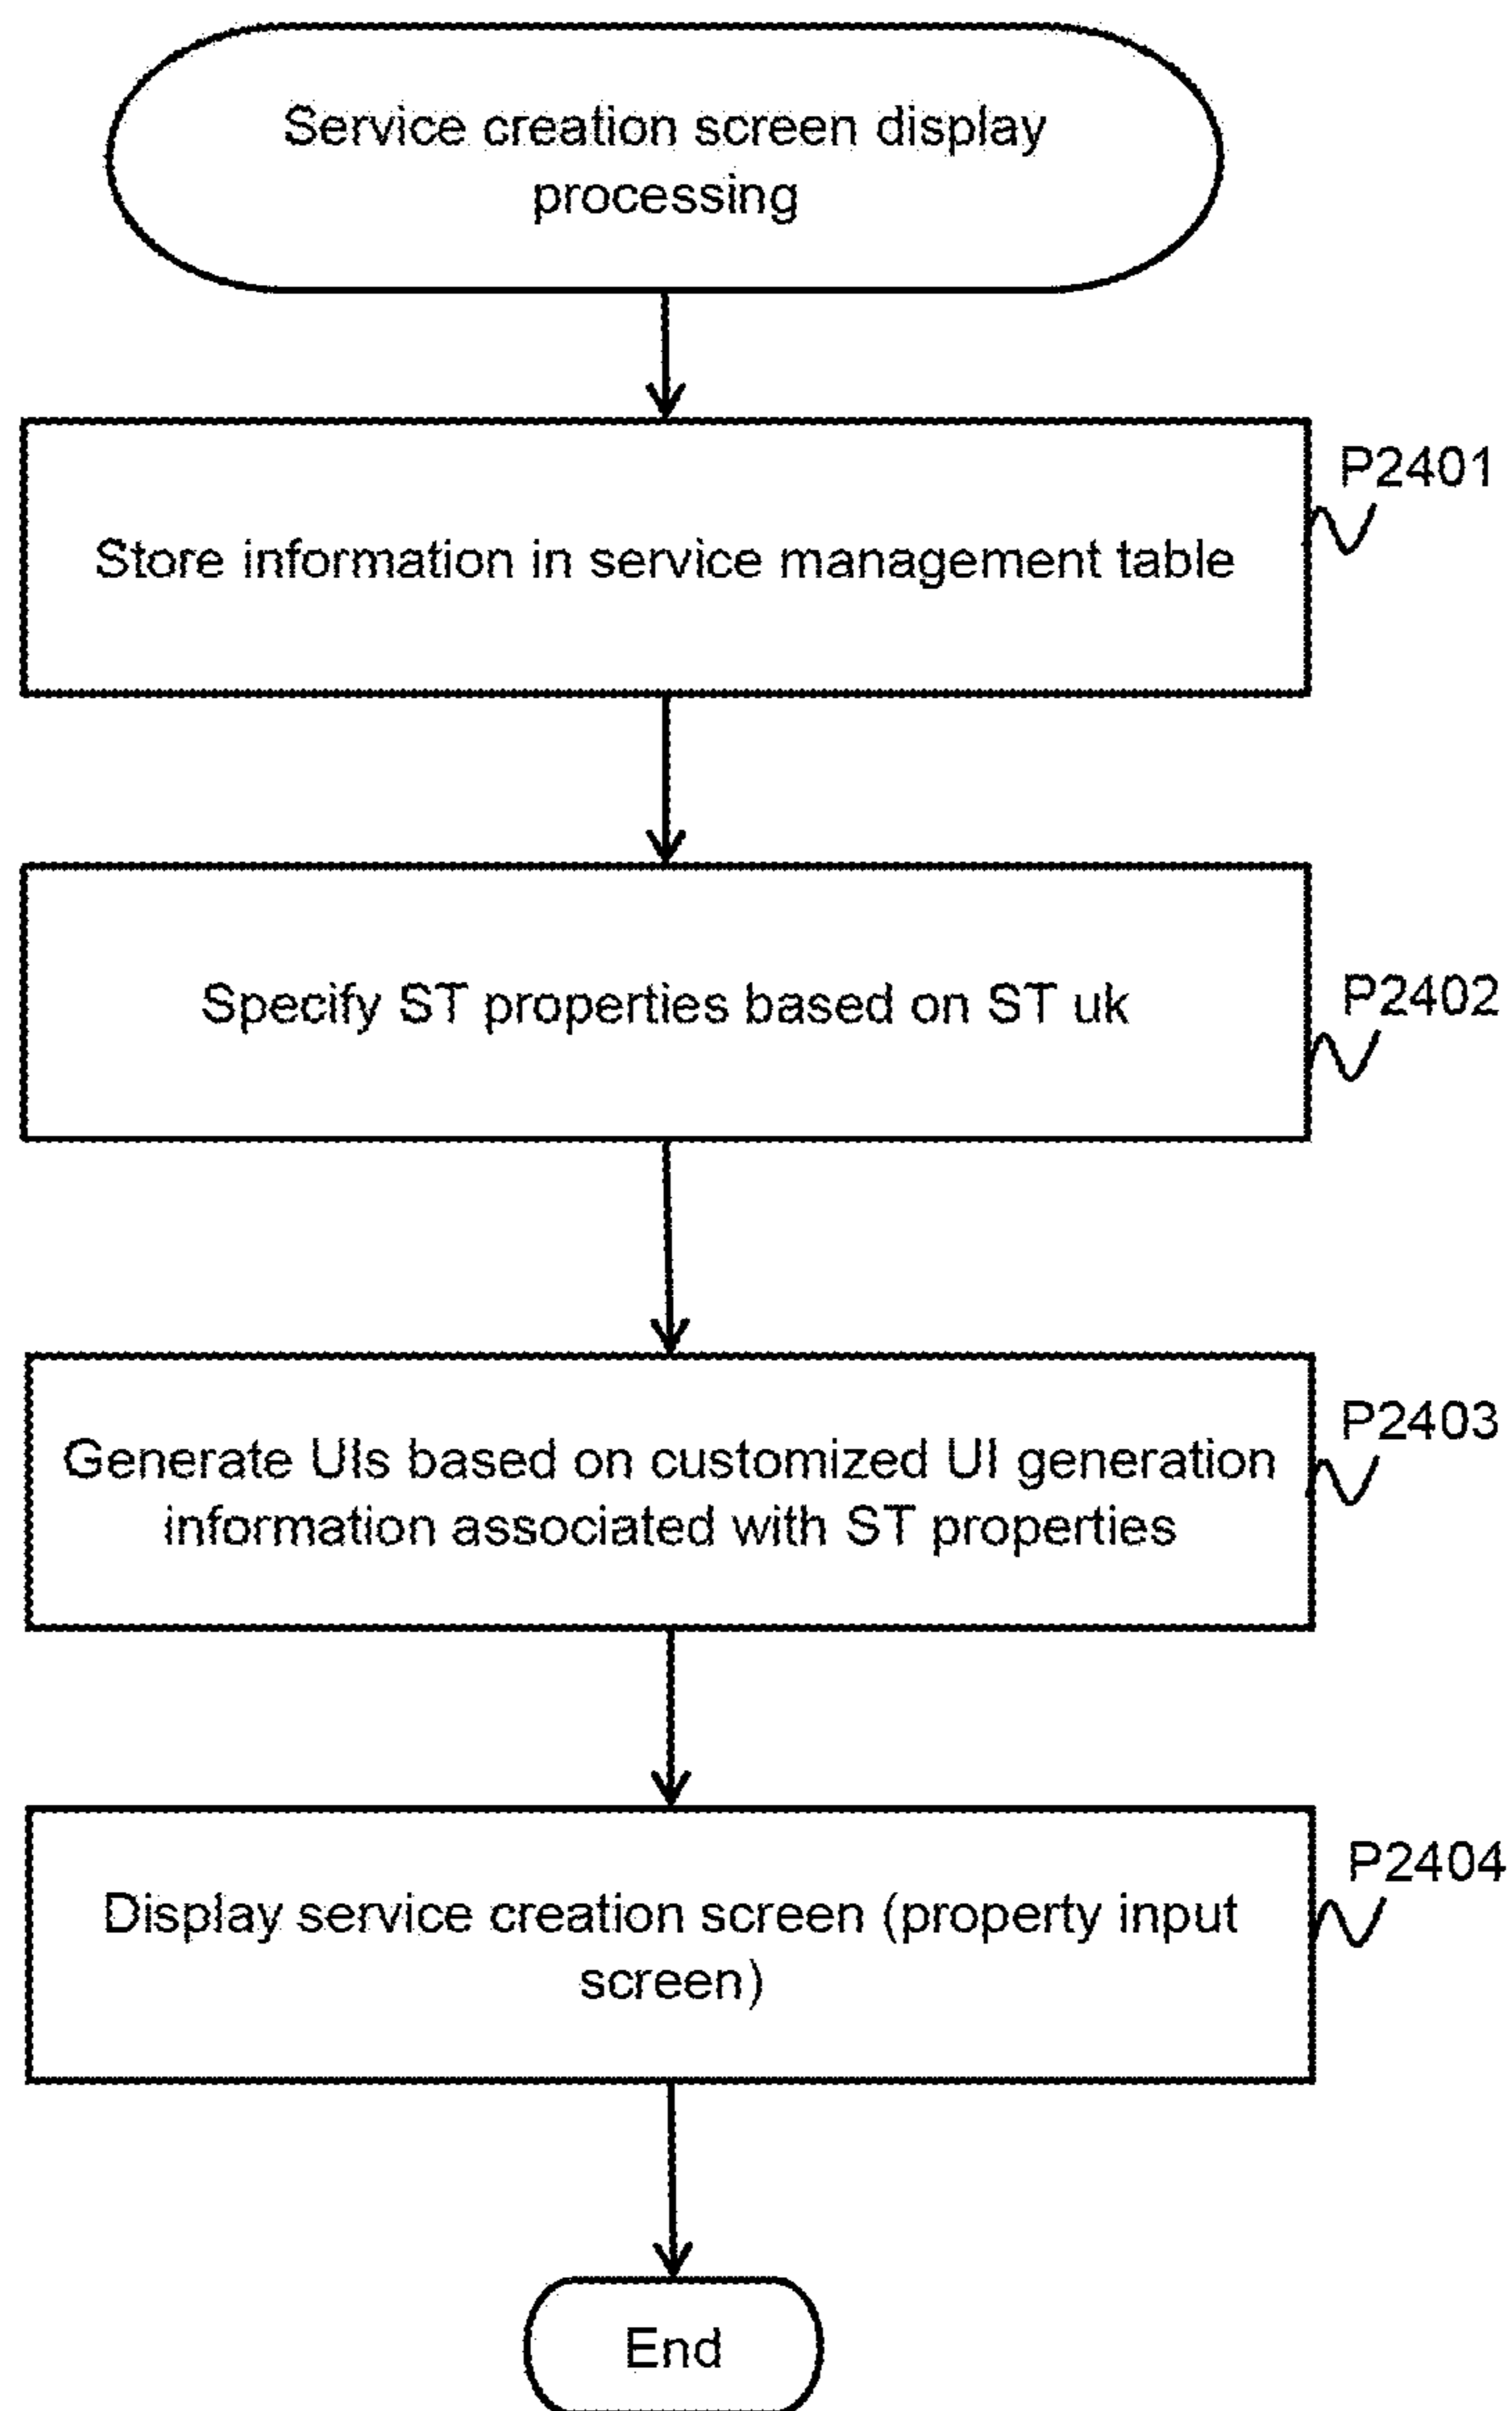 Service creation screen display
processing
P2401
Store information in service management table
P2402
Specify ST properties based on ST uk
P2403
Generate UIs based on customized UI generation
information associated with ST properties
P2404
Display service creation screen (property input
screen)
End